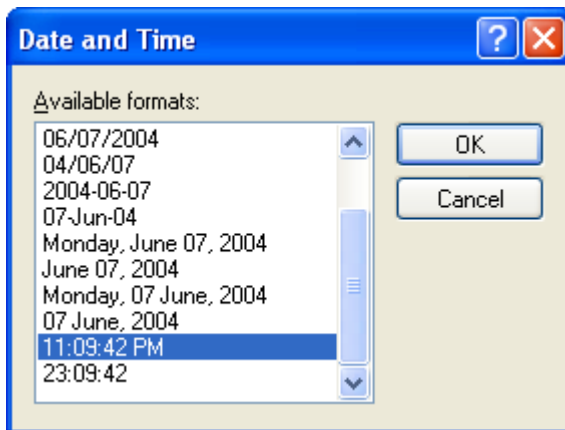 Date and Time
Available formats:
06/07/2004
04/06/07
2004-06-07
07-Jun-04
Monday, June 07, 2004
June 07, 2004
Monday, 07 June, 2004
07 June, 2004
11:09:42 PM
23:09:42
OK
Cancel